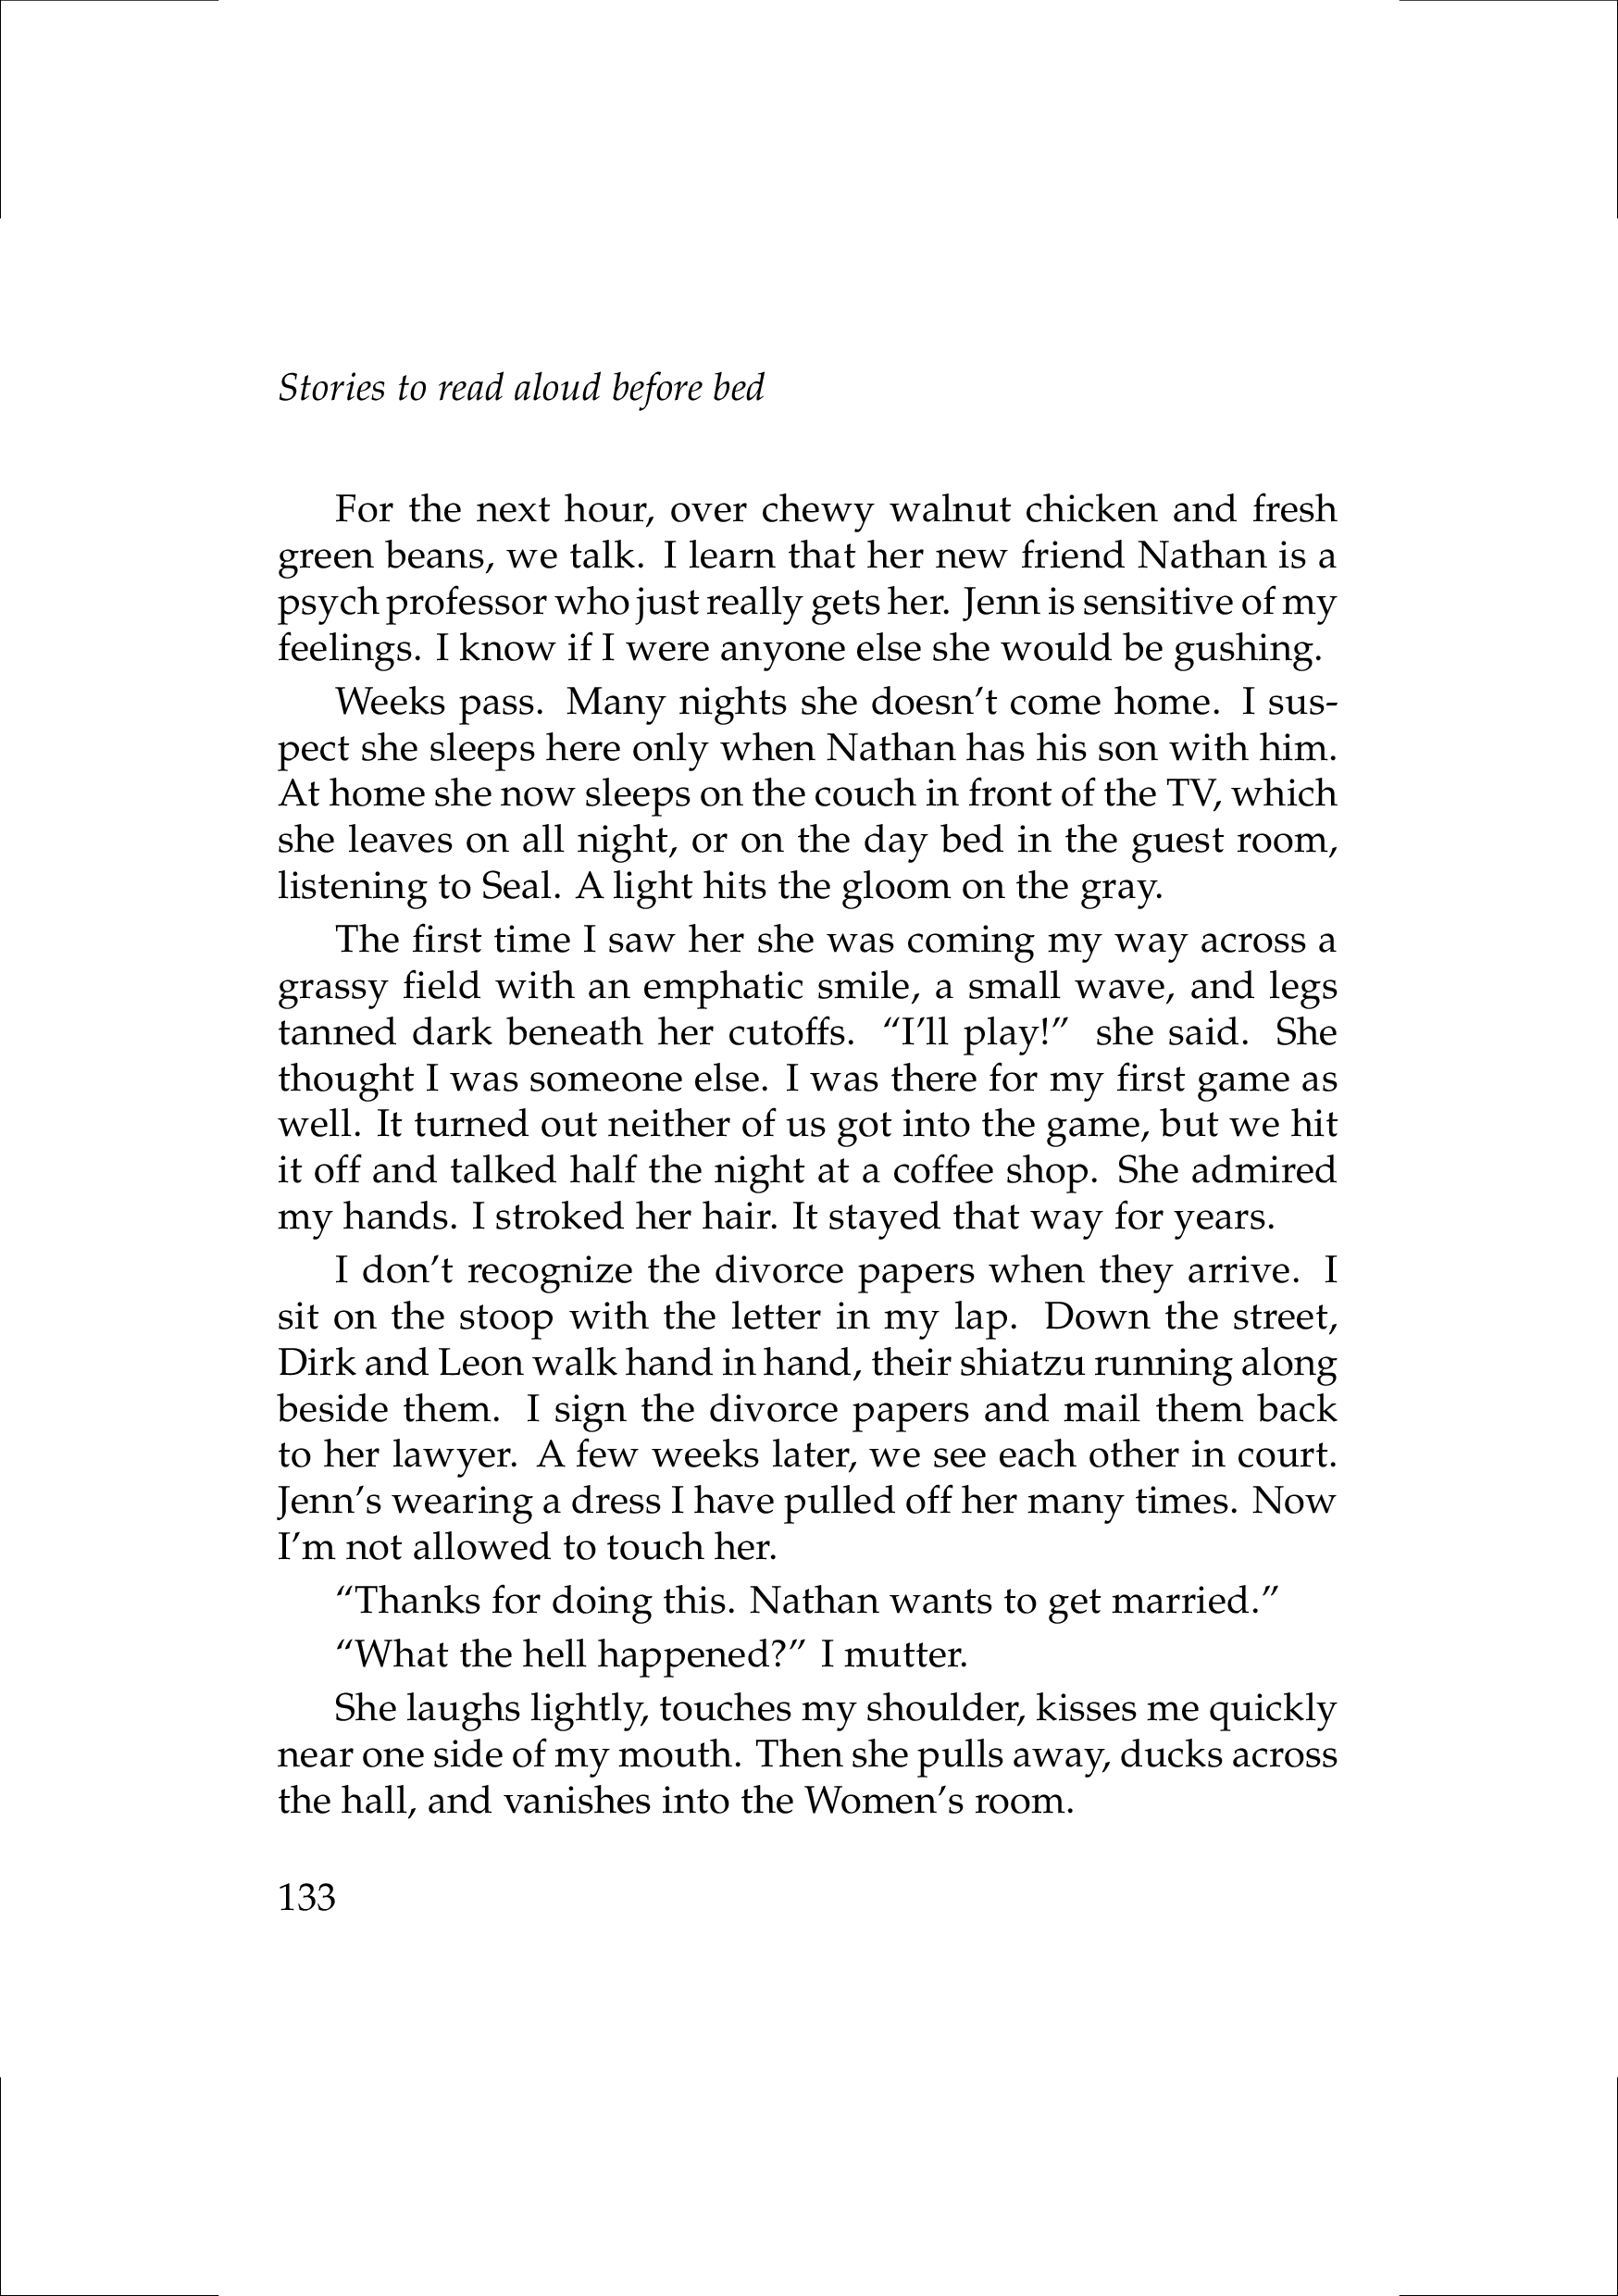 Stories to read aloud before bed
For the next hour, over chewy walnut chicken and fresh
green beans, we talk. I learn that her new friend Nathan is a
psych professor who just really gets her. Jenn is sensitive of my
feelings. I know if I were anyone else she would be gushing.
Weeks pass. Many nights she doesn’t come home. I sus-
pect she sleeps here only when Nathan has his son with him.
At home she now sleeps on the couch in front of the TV, which
she leaves on all night, or on the day bed in the guest room,
listening to Seal. A light hits the gloom on the gray.
The first time I saw her she was coming my way across a
grassy field with an emphatic smile, a small wave, and legs
tanned dark beneath her cutoffs. “I’ll play!” she said. She
thought I was someone else. I was there for my first game as
well. It turned out neither of us got into the game, but we hit
it off and talked half the night at a coffee shop. She admired
my hands. I stroked her hair. It stayed that way for years.
I don’t recognize the divorce papers when they arrive. I
sit on the stoop with the letter in my lap. Down the street,
Dirk and Leon walk hand in hand, their shiatzu running along
beside them. I sign the divorce papers and mail them back
to her lawyer. A few weeks later, we see each other in court.
Jenn’s wearing a dress I have pulled off her many times. Now
I’m not allowed to touch her.
“Thanks for doing this. Nathan wants to get married.”
“What the hell happened?” I mutter.
She laughs lightly, touches my shoulder, kisses me quickly
near one side of my mouth. Then she pulls away, ducks across
the hall, and vanishes into the Women’s room.
133